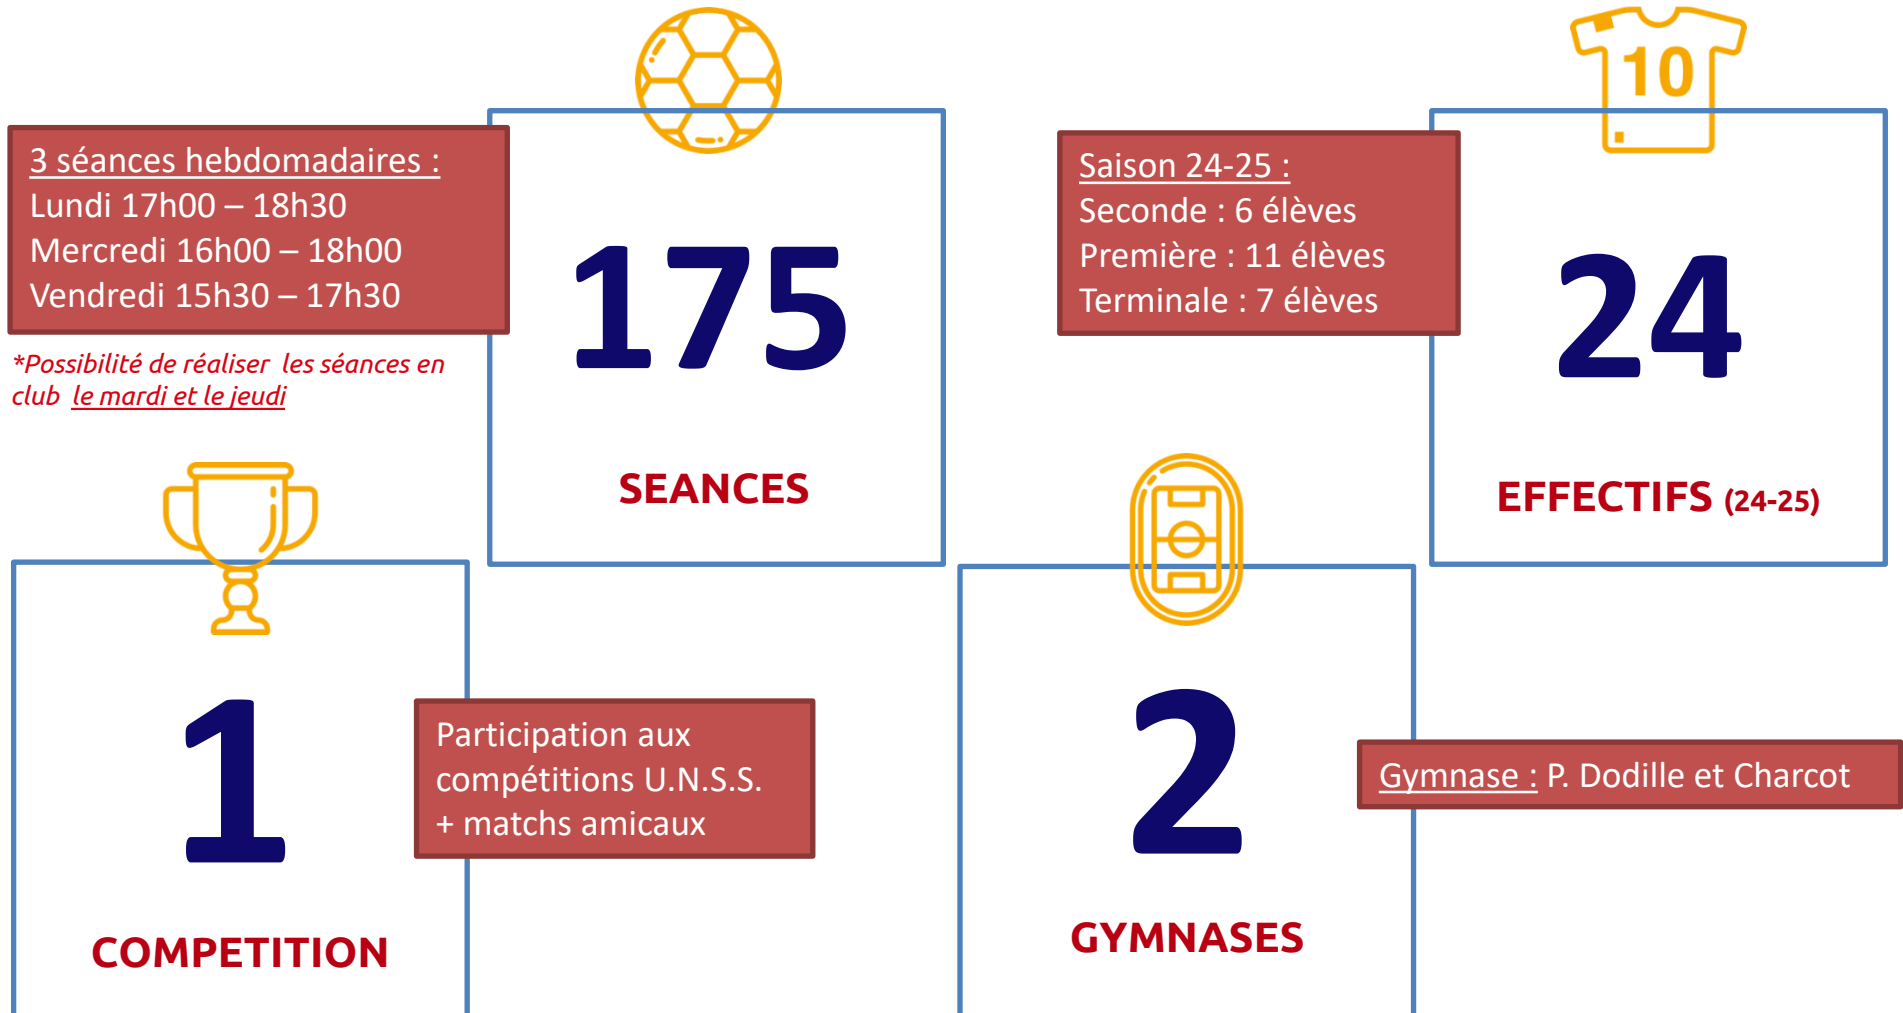 3 séances hebdomadaires :
Lundi 17h00 – 18h30
Mercredi 16h00 – 18h00
Vendredi 15h30 – 17h30
*Possibilité de réaliser les séances en
club le mardi et le jeudi
175
SEANCES
10
Saison 24-25 :
Seconde : 6 élèves
Première : 11 élèves
Terminale : 7 élèves
24
EFFECTIFS (24-25)
1
COMPETITION
Participation aux
compétitions U.N.S.S.
+ matchs amicaux
2
GYMNASES
Gymnase : P. Dodille et Charcot